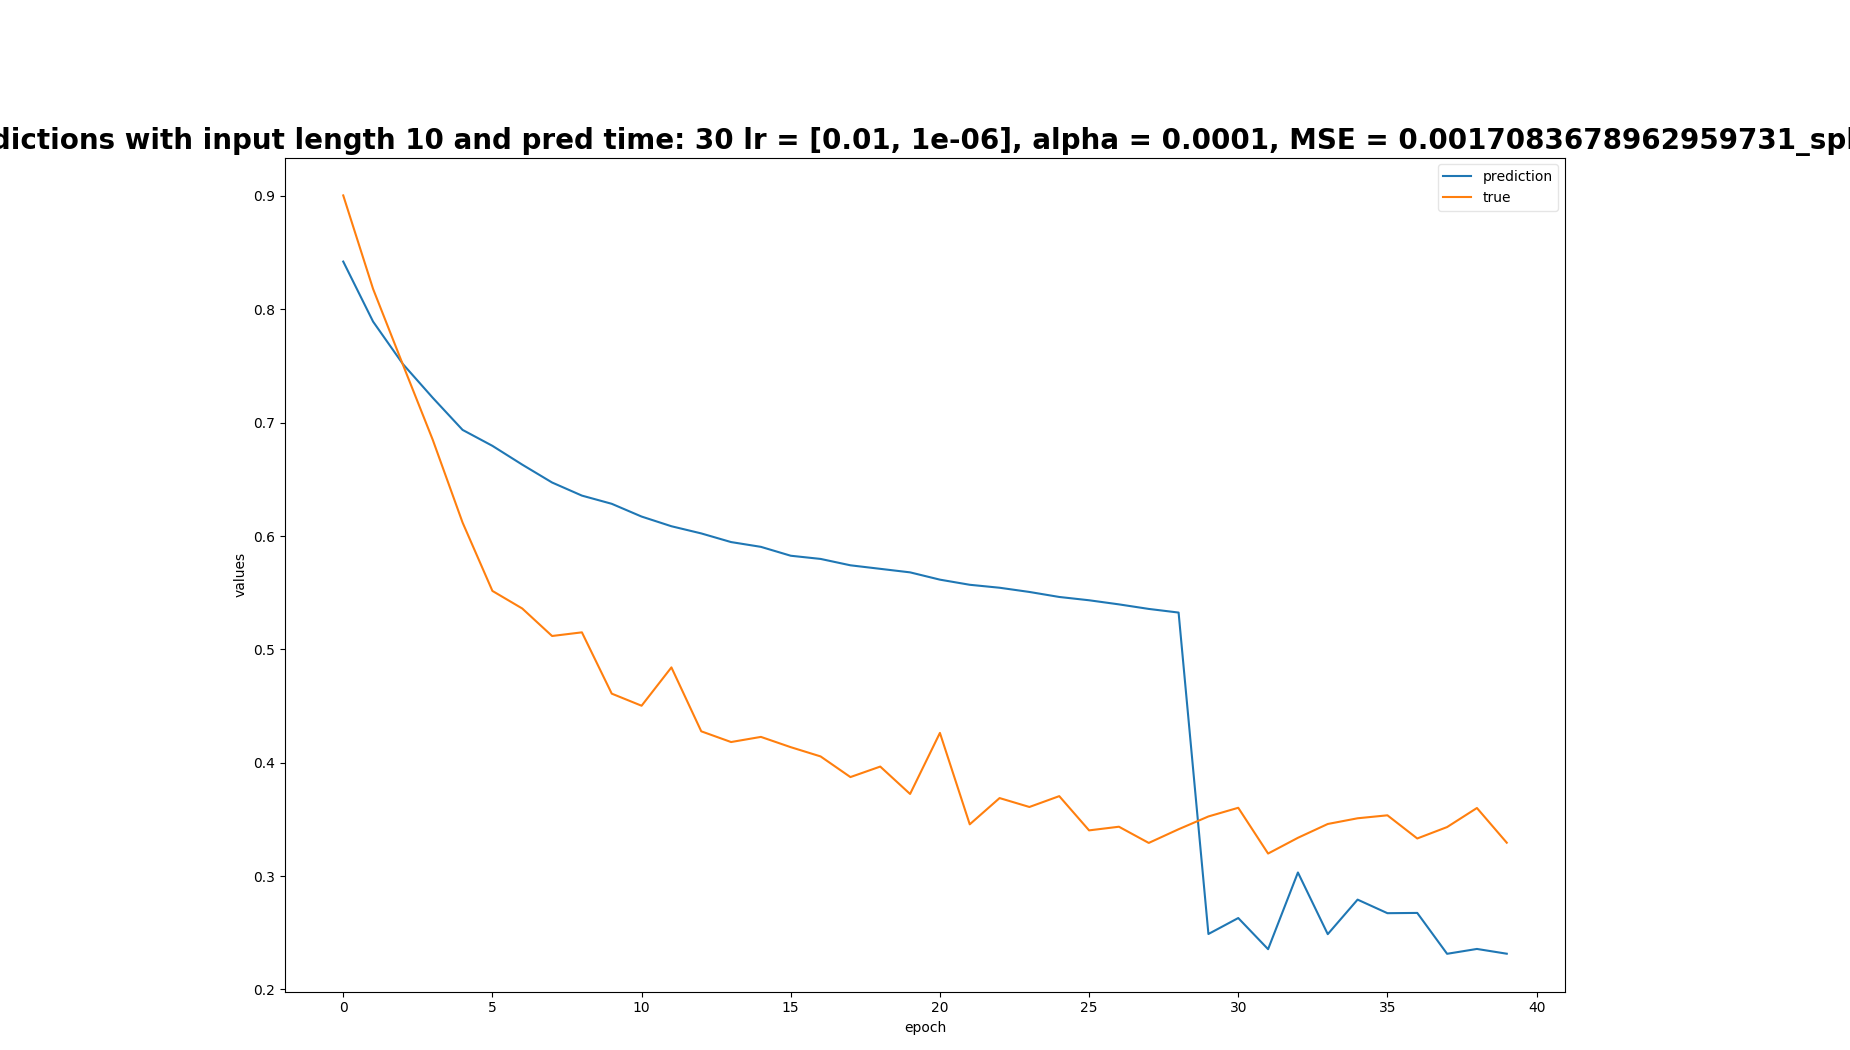 dictions with input length 10 and pred time: 30 lr = [0.01, 1e-06], alpha = 0.0001, MSE = 0.0017083678962959731_spl
prediction
true
0.9
0.8
0.7
0.6
0.5
0.4
0.3
0.2
values
0 5 10 15 20 25 30 35 40
epoch